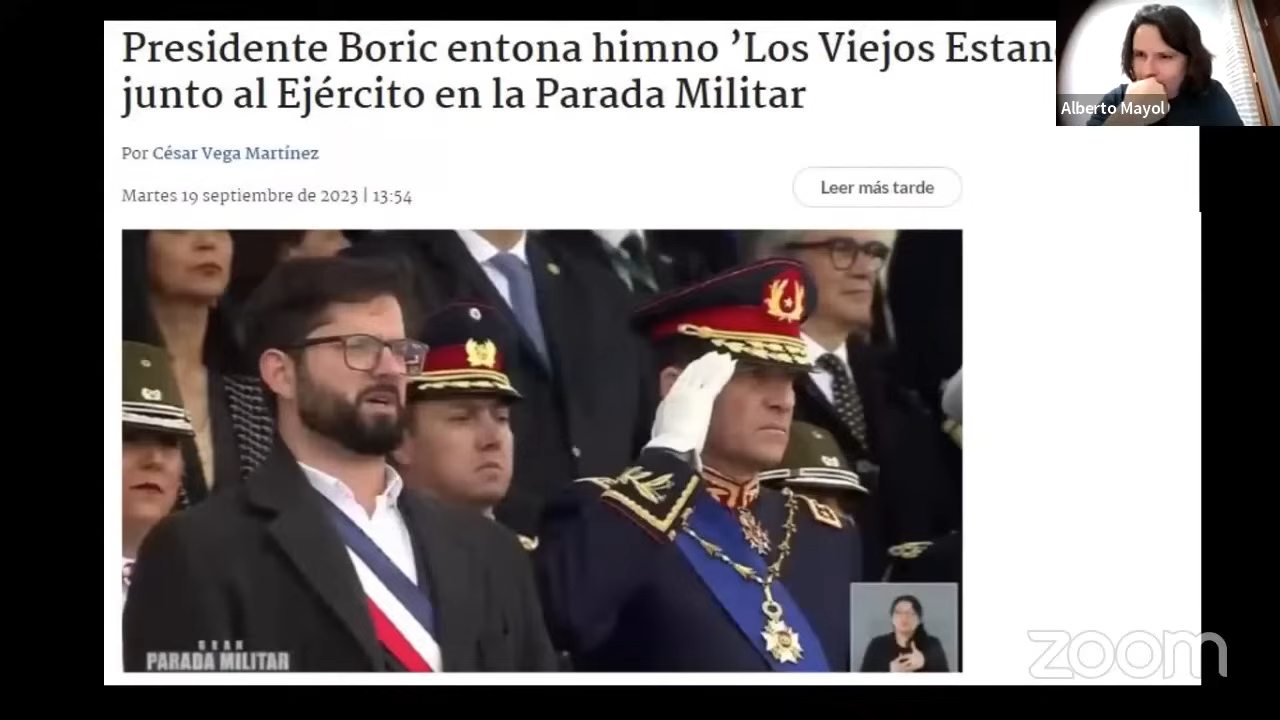 Presidente Boric entona himno ’Los Viejos Estan
junto al Ejército en la Parada Militar
Alberto Mayol
Por César Vega Martínez
Martes 19 septiembre de 2023 | 13:54
Leer más tarde
GRAN
PARADA MILITAR
zoom